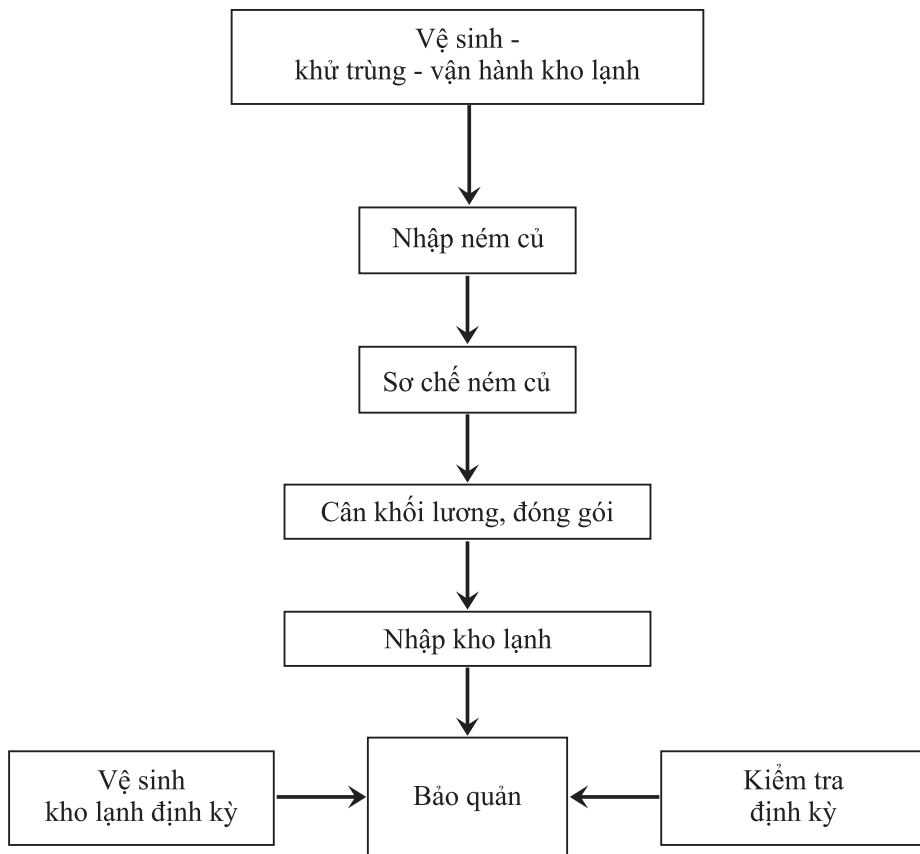 Vệ sinh -
khử trùng - vận hành kho lạnh
Nhập ném củ
Sơ chế ném củ
Cân khối lương, đóng gói
Nhập kho lạnh
Vệ sinh
kho lạnh định kỳ
Bảo quản
Kiểm tra
định kỳ